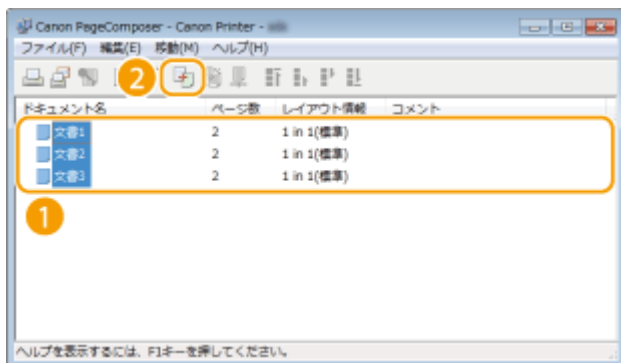 Canon PageComposer - Canon Printer -
ファイル(F) 編集(E) 移動(M) ヘルプ(H)
2
ドキュメント名 ページ数 レイアウト情報 コメント
文書1 2 1 in 1(標準)
文書2 2 1 in 1(標準)
文書3 2 1 in 1(標準)
1
ヘルプを表示するには、F1キーを押してください。